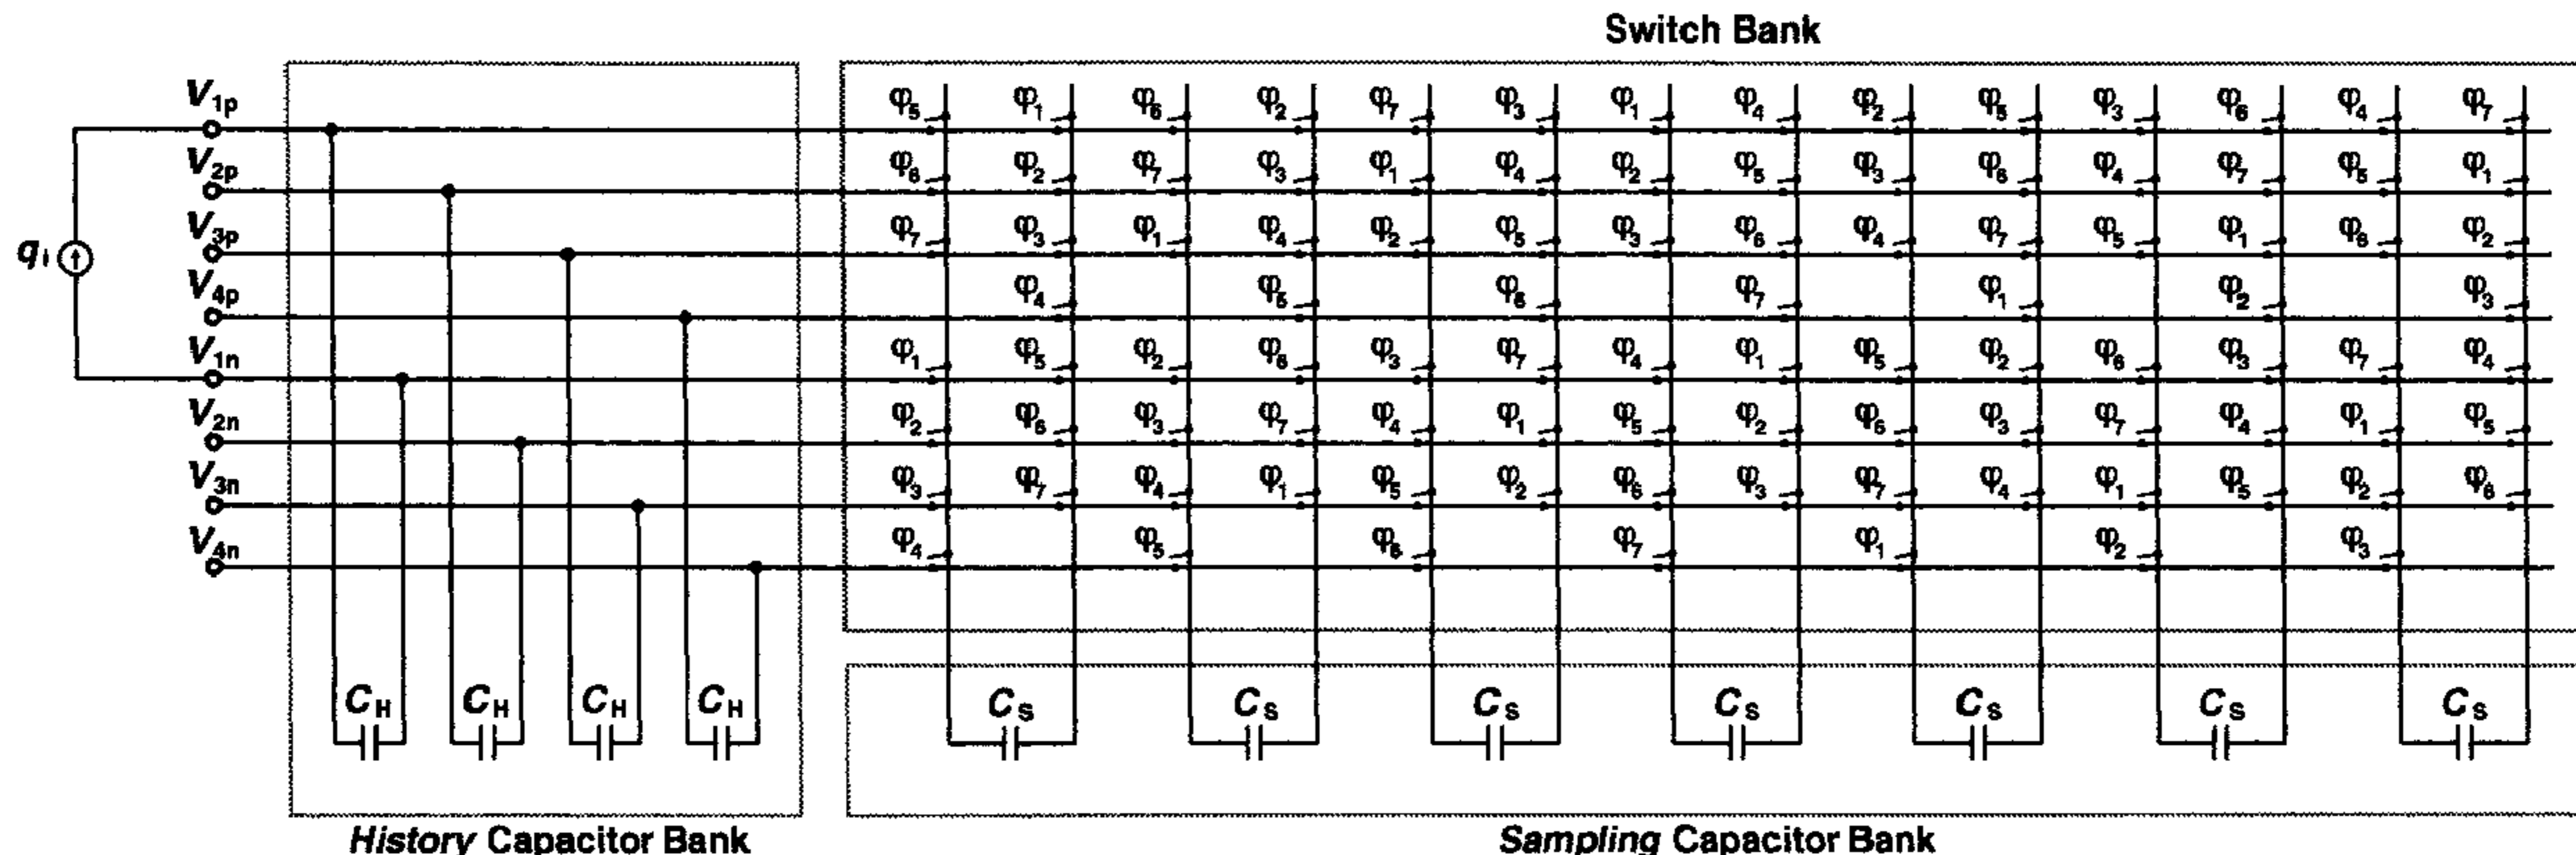 Switch Bank
V1p φ5 φ1 φ6 φ2 φ7 φ3 φ1 φ4 φ2 φ5 φ3 φ6 φ4 φ7
V2p φ6 φ2 φ7 φ3 φ1 φ4 φ2 φ5 φ3 φ6 φ4 φ7 φ5 φ1
V3p φ7 φ3 φ1 φ4 φ2 φ5 φ3 φ6 φ4 φ7 φ5 φ1 φ6 φ2
qi
V4p φ4 φ5 φ6 φ7 φ1 φ2 φ3
V1n φ1 φ5 φ2 φ6 φ3 φ7 φ4 φ1 φ5 φ2 φ6 φ3 φ7 φ4
V2n φ2 φ6 φ3 φ7 φ4 φ1 φ5 φ2 φ6 φ3 φ7 φ4 φ1 φ5
V3n φ3 φ7 φ4 φ1 φ5 φ2 φ6 φ3 φ7 φ4 φ1 φ5 φ2 φ6
V4n φ4 φ5 φ6 φ7 φ1 φ2 φ3
CH CH CH CH CS CS CS CS CS CS CS
History Capacitor Bank
Sampling Capacitor Bank